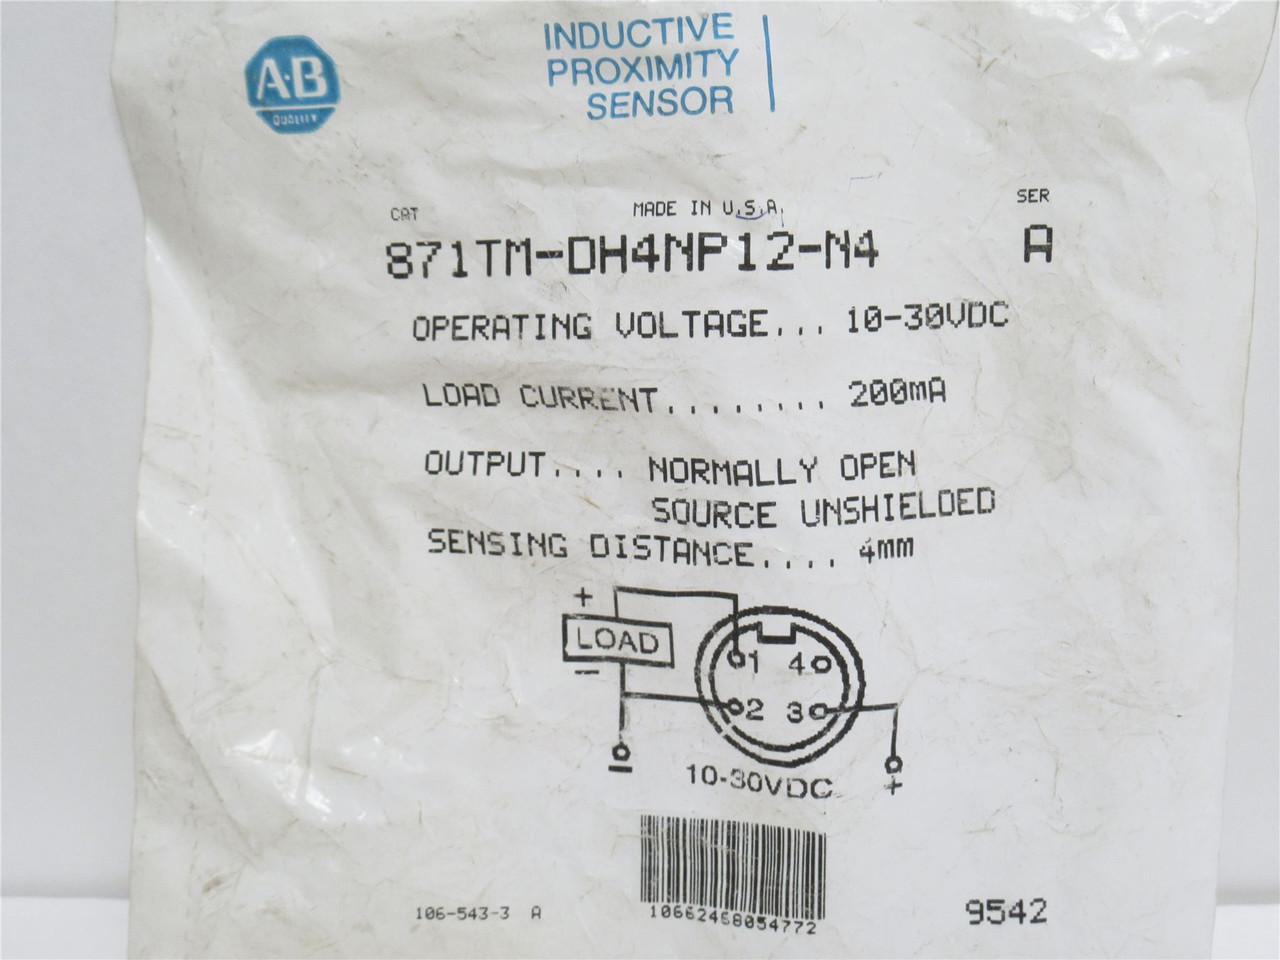 A·B
QUALITY
INDUCTIVE
PROXIMITY
SENSOR
CAT
MADE IN U.S.A.
SER
871TM-DH4NP12-N4
A
OPERATING VOLTAGE... 10-30VDC
LOAD CURRENT........ 200mA
OUTPUT.... NORMALLY OPEN
SOURCE UNSHIELDED
SENSING DISTANCE.... 4mm
+
LOAD
−
1 4
2 3
−
10-30VDC
+
10662468054772
106-543-3 A
9542